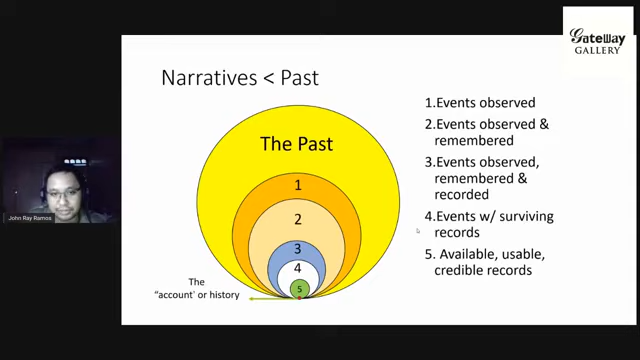 GateWay
GALLERY
Narratives < Past
The Past
1
2
3
4
5
The
"account' or history
1.Events observed
2.Events observed &
remembered
3.Events observed,
remembered &
recorded
4.Events w/ surviving
records
5. Available, usable,
credible records
John Ray Ramos